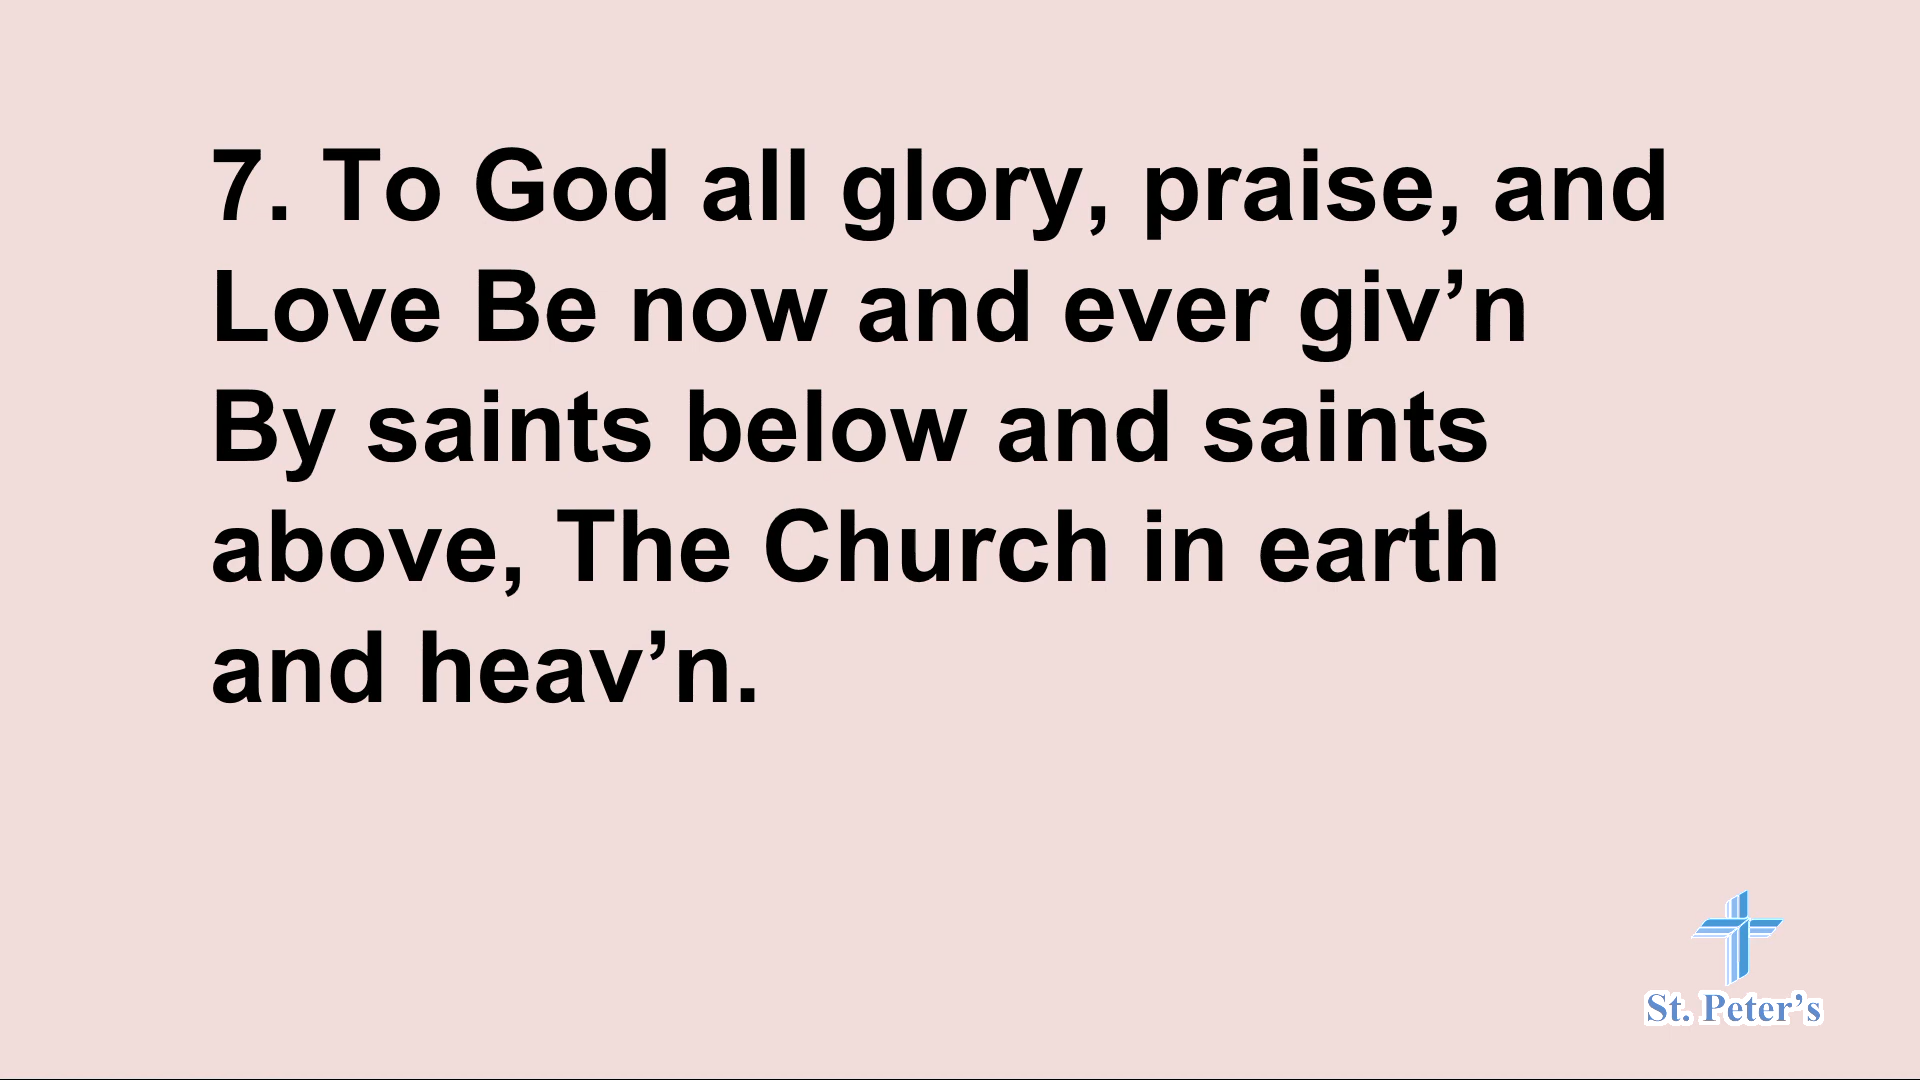 7. To God all glory, praise, and
Love Be now and ever giv’n
By saints below and saints
above, The Church in earth
and heav’n.
St. Peter’s